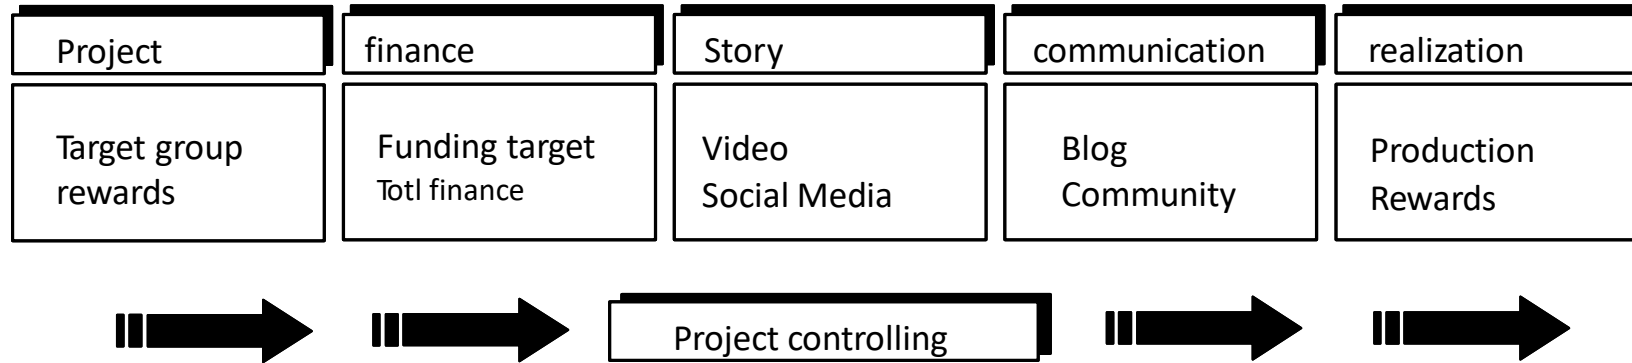 Project
finance
Story
communication
realization
Target group
rewards
Funding target
Totl finance
Video
Social Media
Blog
Community
Production
Rewards
Project controlling